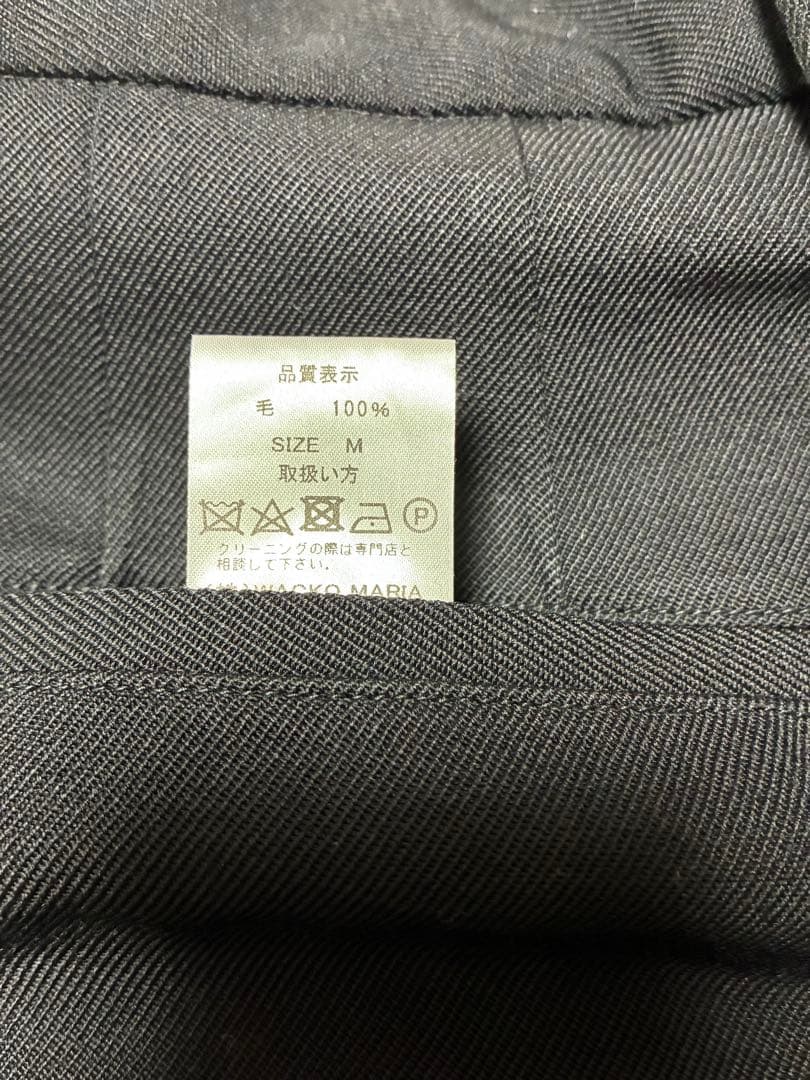 品質表示
毛 100%
SIZE M
取扱い方
P
クリーニングの際は専門店と
相談して下さい。
(株)WACKO MARIA